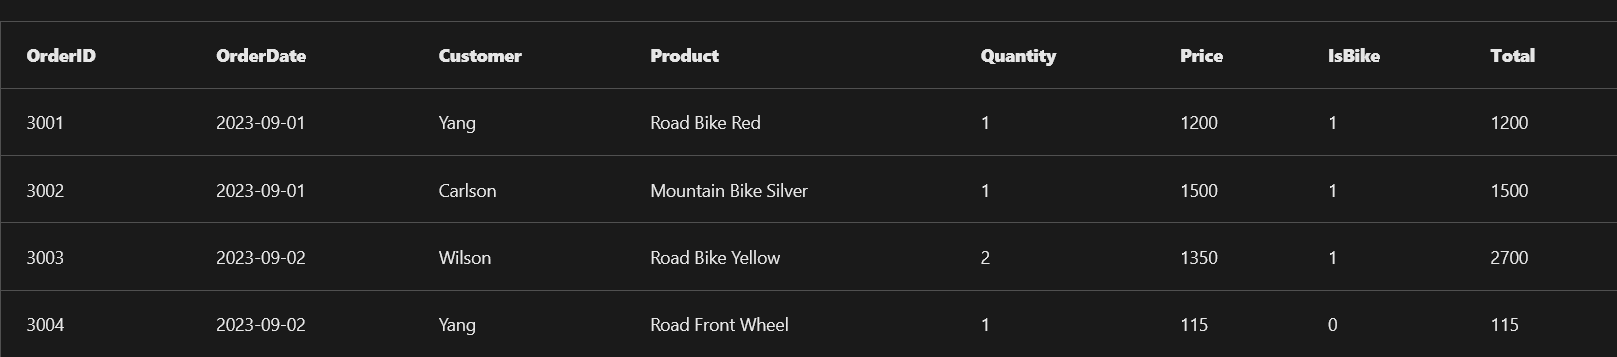 OrderID OrderDate Customer Product Quantity Price IsBike Total
3001 2023-09-01 Yang Road Bike Red 1 1200 1 1200
3002 2023-09-01 Carlson Mountain Bike Silver 1 1500 1 1500
3003 2023-09-02 Wilson Road Bike Yellow 2 1350 1 2700
3004 2023-09-02 Yang Road Front Wheel 1 115 0 115